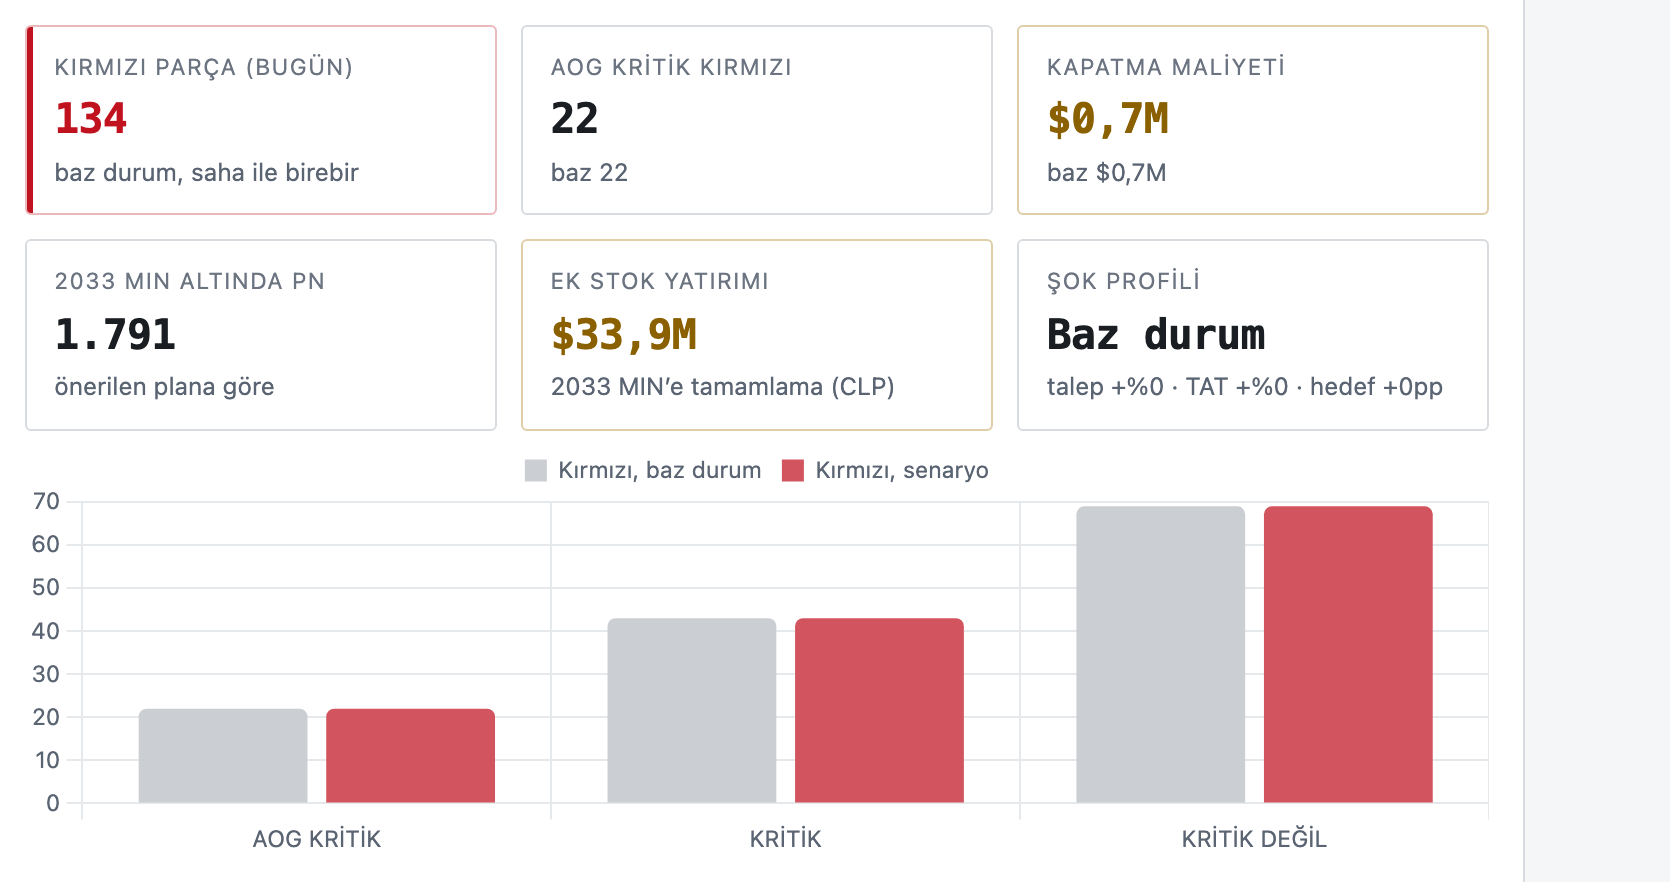 KIRMIZI PARÇA (BUGÜN)
134
baz durum, saha ile birebir
AOG KRİTİK KIRMIZI
22
baz 22
KAPATMA MALİYETİ
$0,7M
baz $0,7M
2033 MIN ALTINDA PN
1.791
önerilen plana göre
EK STOK YATIRIMI
$33,9M
2033 MIN’e tamamlama (CLP)
ŞOK PROFİLİ
Baz durum
talep +%0 · TAT +%0 · hedef +0pp
Kırmızı, baz durum
Kırmızı, senaryo
70
60
50
40
30
20
10
0
AOG KRİTİK
KRİTİK
KRİTİK DEĞİL